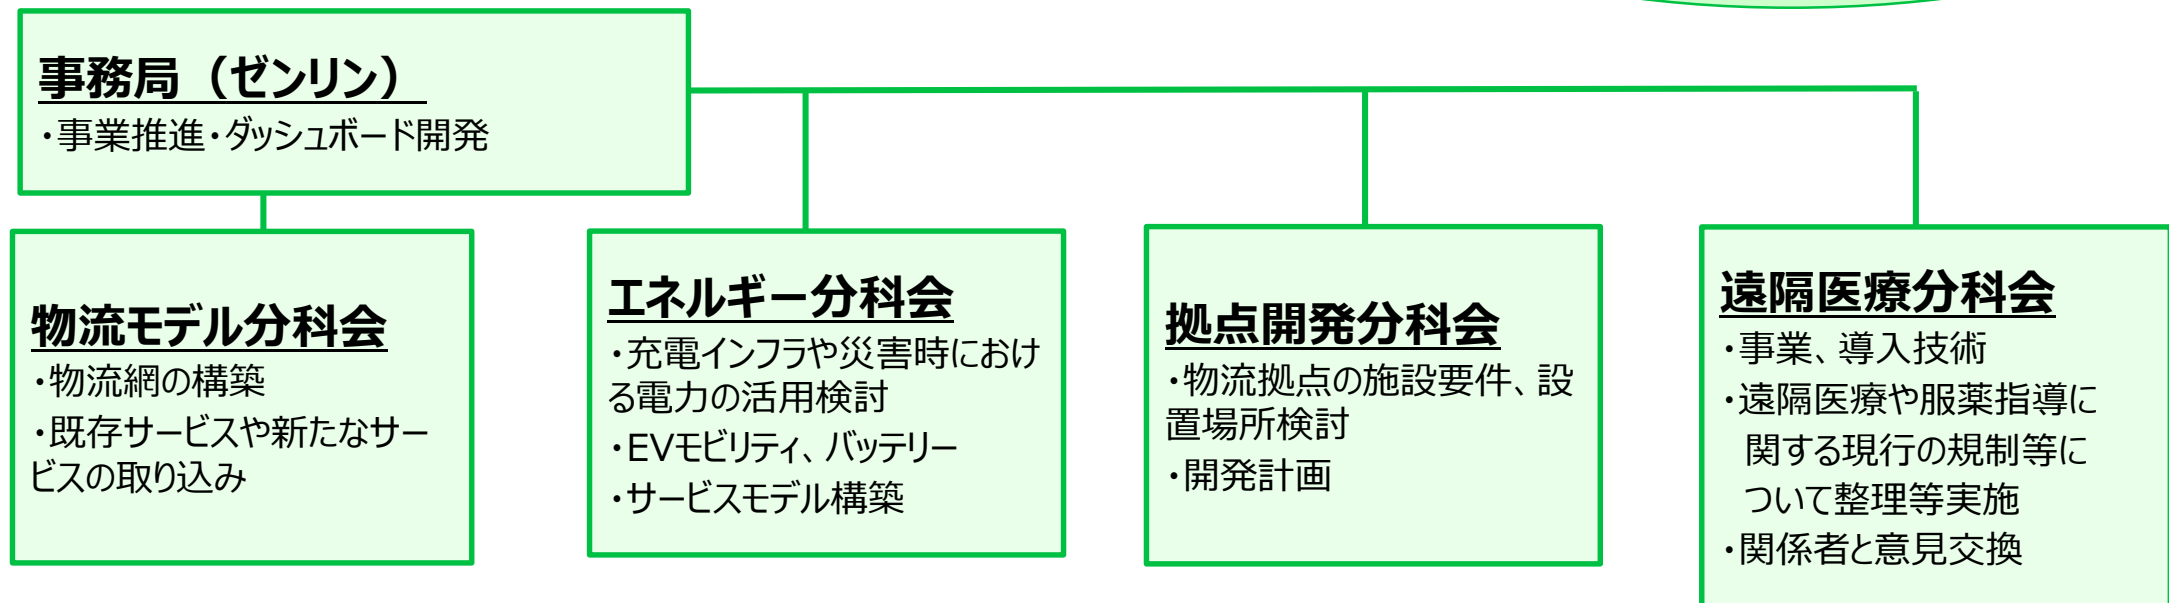 事務局（ゼンリン）
・事業推進・ダッシュボード開発
物流モデル分科会
・物流網の構築
・既存サービスや新たなサー
ビスの取り込み
エネルギー分科会
・充電インフラや災害時におけ
る電力の活用検討
・EVモビリティ、バッテリー
・サービスモデル構築
拠点開発分科会
・物流拠点の施設要件、設
置場所検討
・開発計画
遠隔医療分科会
・事業、導入技術
・遠隔医療や服薬指導に
関する現行の規制等に
ついて整理等実施
・関係者と意見交換